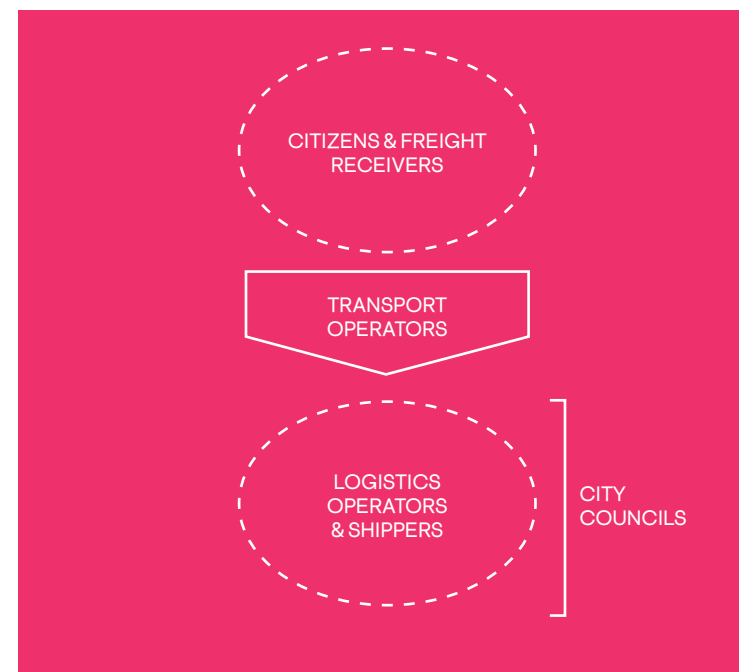 CITIZENS & FREIGHT
RECEIVERS
TRANSPORT
OPERATORS
LOGISTICS
OPERATORS
& SHIPPERS
CITY
COUNCILS